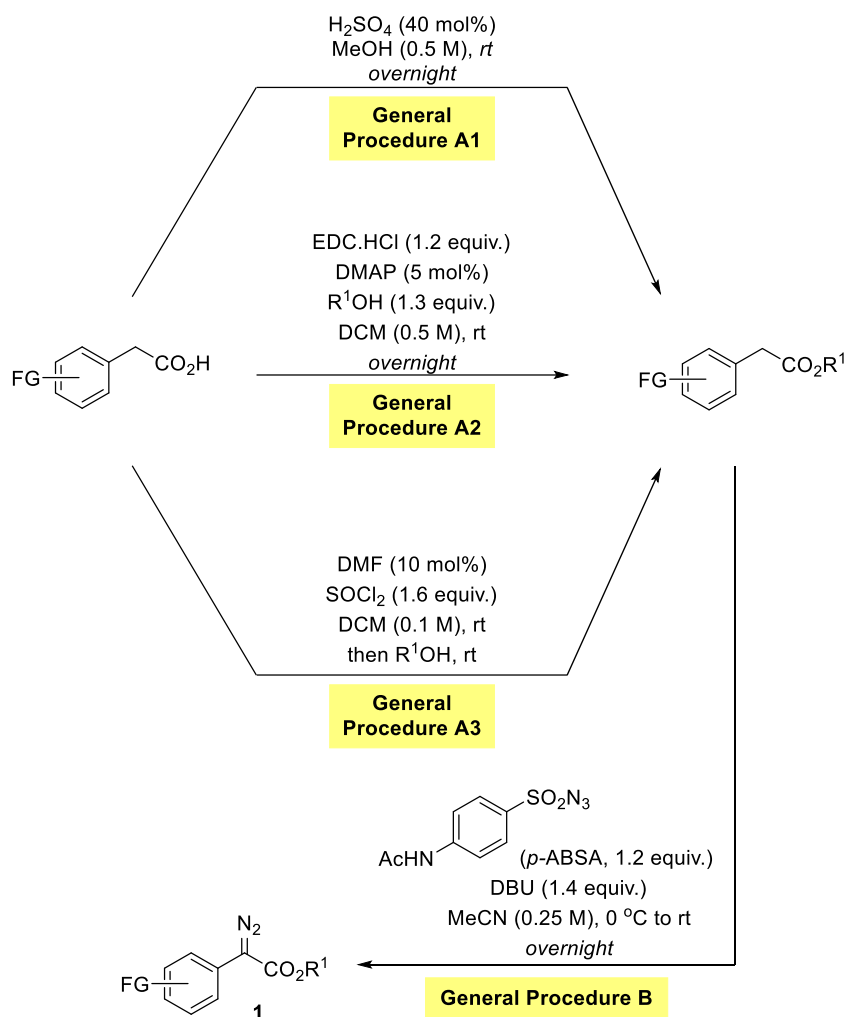 H₂SO₄ (40 mol%)
MeOH (0.5 M), rt
overnight
General
Procedure A1
EDC.HCl (1.2 equiv.)
DMAP (5 mol%)
R¹OH (1.3 equiv.)
DCM (0.5 M), rt
overnight
General
Procedure A2
FG
CO₂H
FG
CO₂R¹
DMF (10 mol%)
SOCl₂ (1.6 equiv.)
DCM (0.1 M), rt
then R¹OH, rt
General
Procedure A3
SO₂N₃
AcHN
(p-ABSA, 1.2 equiv.)
DBU (1.4 equiv.)
MeCN (0.25 M), 0 °C to rt
overnight
General Procedure B
N₂
FG
CO₂R¹
1